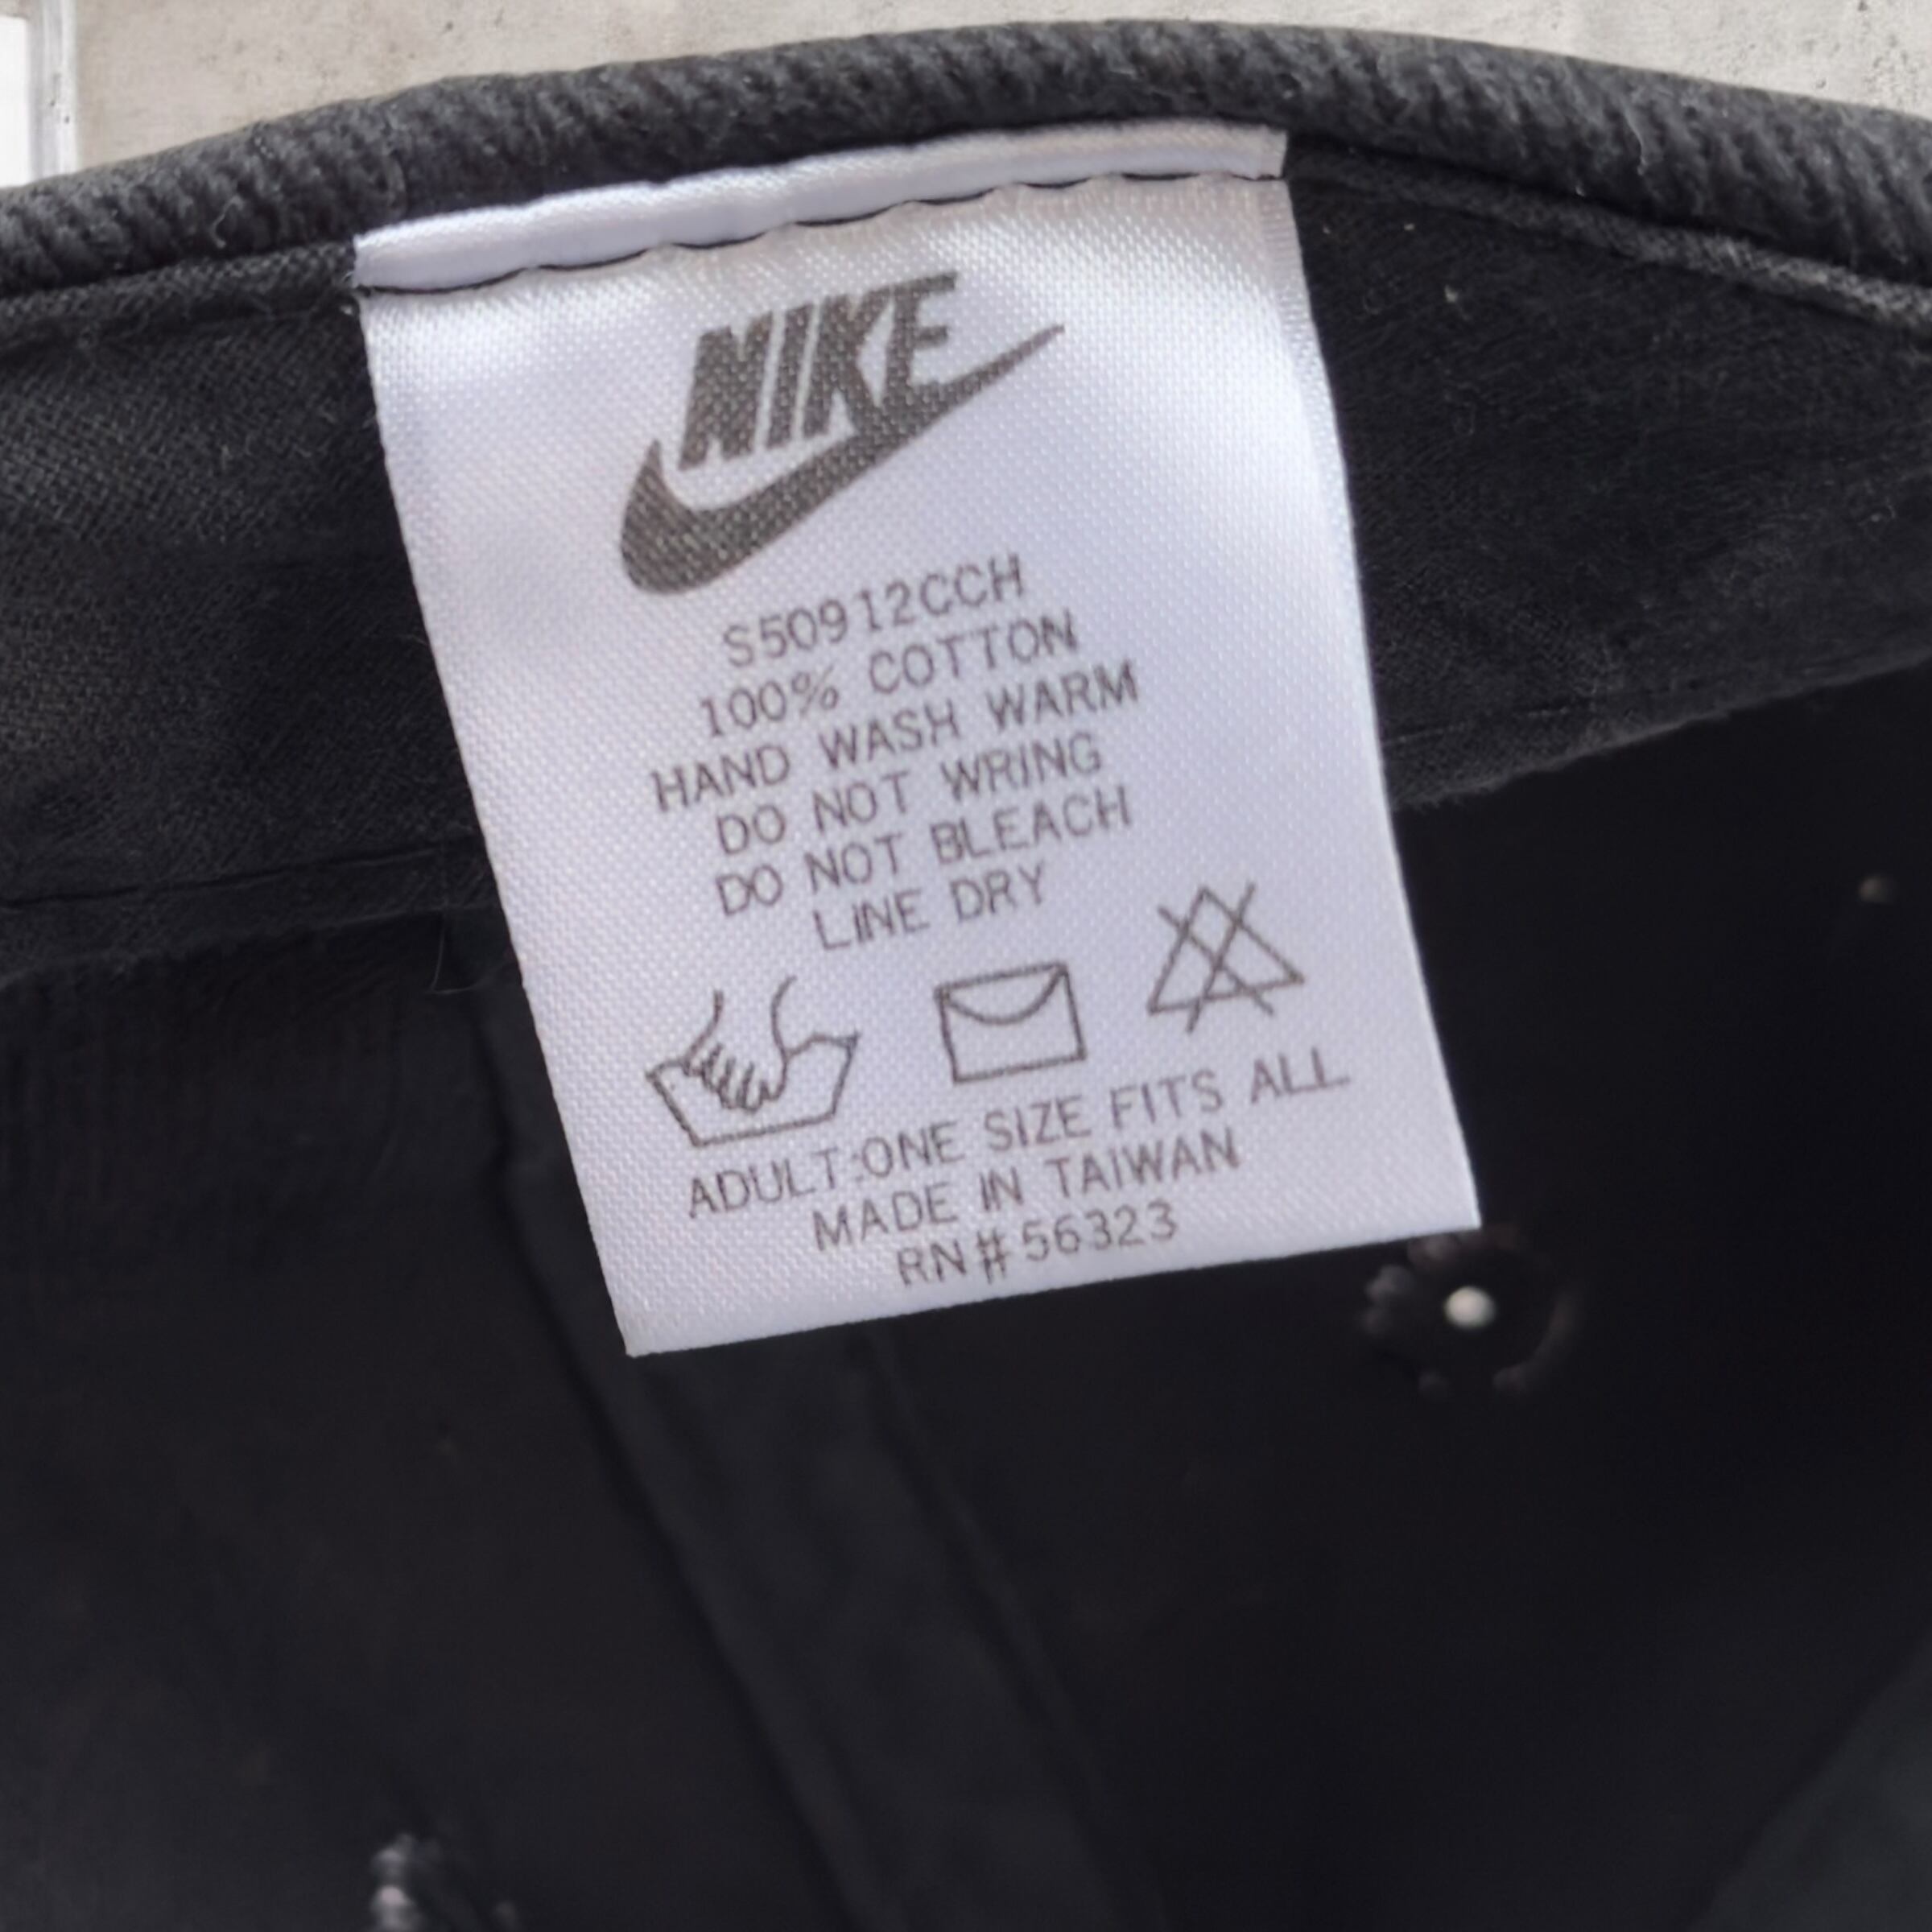 NIKE
S50912CCH
100% COTTON
HAND WASH WARM
DO NOT WRING
DO NOT BLEACH
LINE DRY
ADULT:ONE SIZE FITS ALL
MADE IN TAIWAN
RN#56323